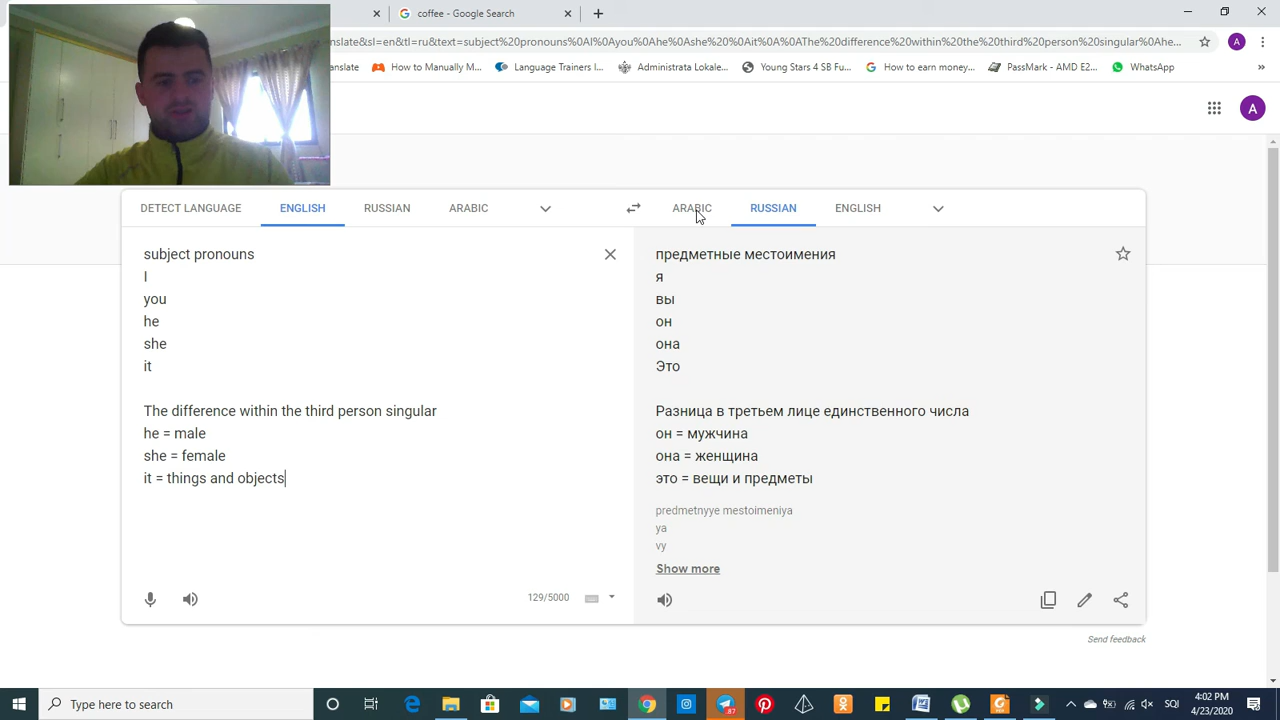 coffee - Google Search
nslate&sl=en&tl=ru&text=subject%20pronouns%0AI%0Ayou%0Ahe%0Ashe%0Ait%0A%0AThe%20difference%20within%20the%20third%20person%20singular%0Ahe...
A
nslate
How to Manually M...
Language Trainers I...
Administrata Lokale...
Young Stars 4 SB Fu...
How to earn money...
PassMark - AMD E2...
WhatsApp
»
A
DETECT LANGUAGE ENGLISH RUSSIAN ARABIC
ARABIC RUSSIAN ENGLISH
subject pronouns
I
you
he
she
it
The difference within the third person singular
he = male
she = female
it = things and objects
129/5000
предметные местоимения
я
вы
он
она
Это
Разница в третьем лице единственного числа
он = мужчина
она = женщина
это = вещи и предметы
predmetnyye mestoimeniya
ya
vy
Show more
Send feedback
Type here to search
87
SQI
4:02 PM
4/23/2020